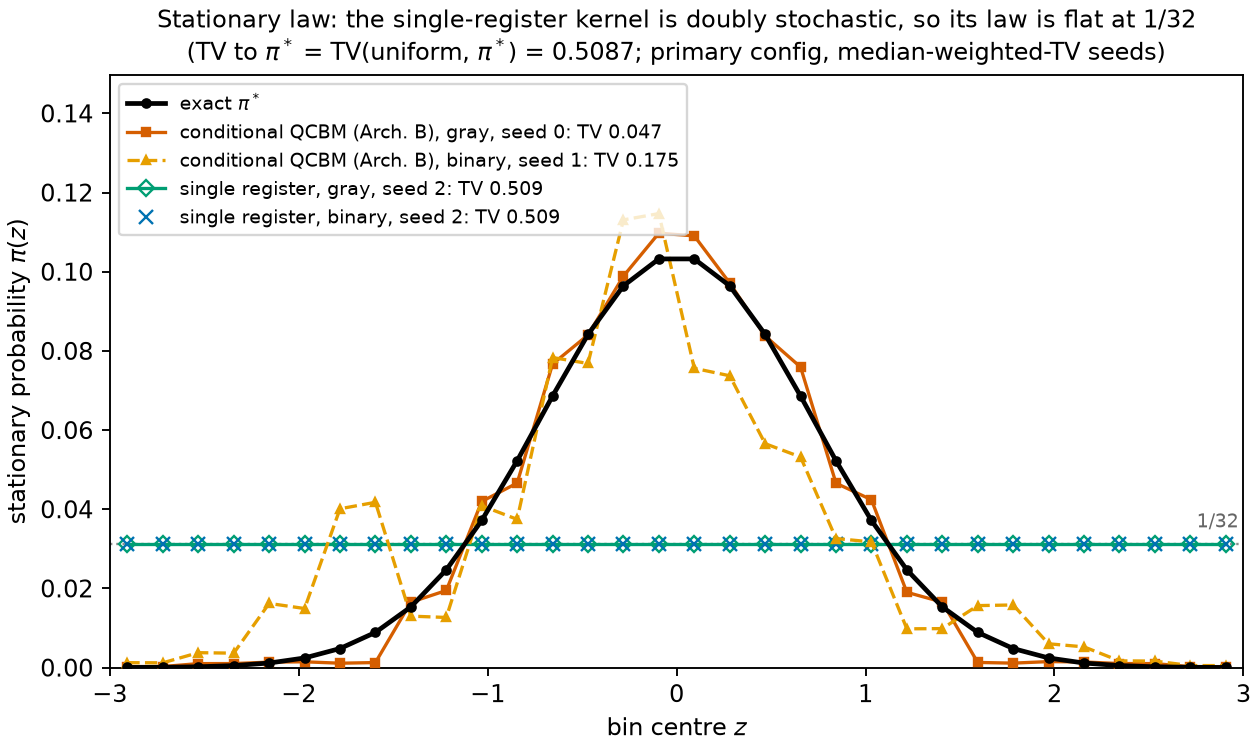 Stationary law: the single-register kernel is doubly stochastic, so its law is flat at 1/32
(TV to π* = TV(uniform, π*) = 0.5087; primary config, median-weighted-TV seeds)
exact π*
conditional QCBM (Arch. B), gray, seed 0: TV 0.047
conditional QCBM (Arch. B), binary, seed 1: TV 0.175
single register, gray, seed 2: TV 0.509
single register, binary, seed 2: TV 0.509
stationary probability π(z)
0.14
0.12
0.10
0.08
0.06
0.04
0.02
0.00
1/32
−3
−2
−1
0
1
2
3
bin centre z